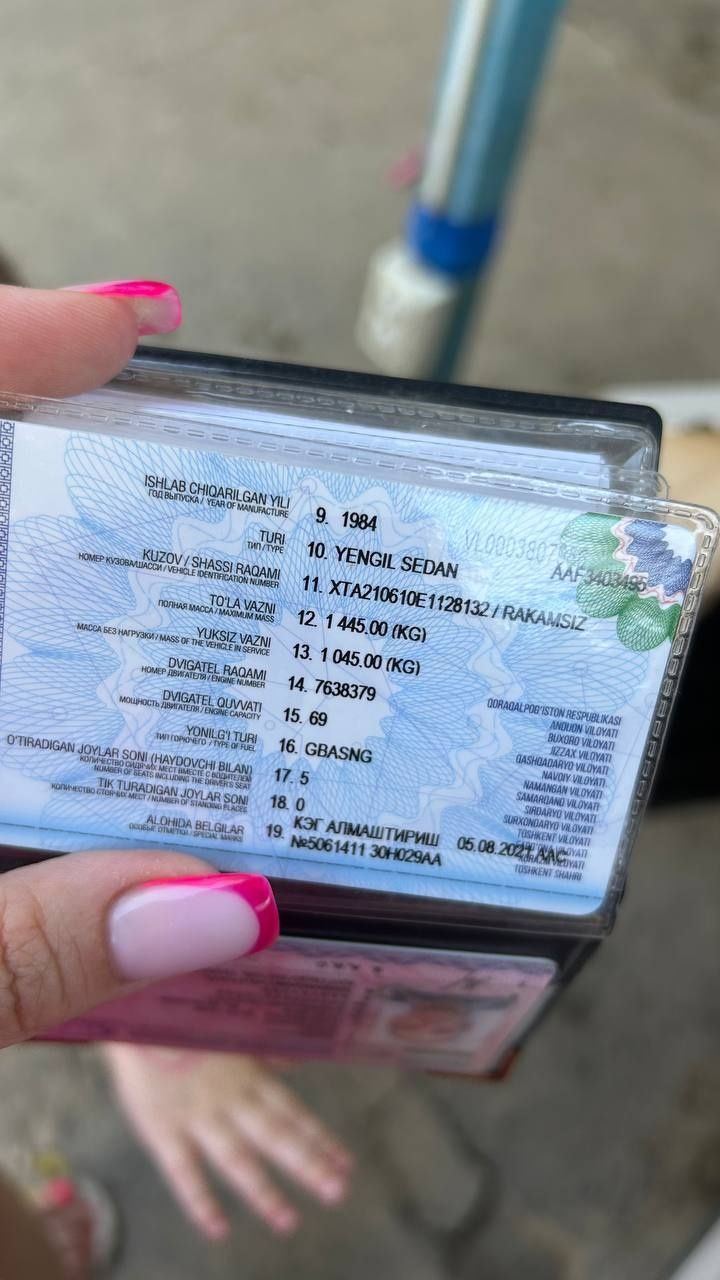 ISHLAB CHIQARILGAN YILI 9. 1984
ГОД ВЫПУСКА / YEAR OF MANUFACTURE
TURI 10. YENGIL SEDAN
ТИП / TYPE
KUZOV / SHASSI RAQAMI 11. XTA210610E1128132 / RAKAMSIZ
НОМЕР КУЗОВА/ШАССИ / VEHICLE IDENTIFICATION NUMBER
TO'LA VAZNI 12. 1 445.00 (KG)
ПОЛНАЯ МАССА / MAXIMUM MASS
YUKSIZ VAZNI 13. 1 045.00 (KG)
МАССА БЕЗ НАГРУЗКИ / MASS OF THE VEHICLE IN SERVICE
DVIGATEL RAQAMI 14. 7638379
НОМЕР ДВИГАТЕЛЯ / ENGINE NUMBER
DVIGATEL QUVVATI 15. 69
МОЩНОСТЬ ДВИГАТЕЛЯ / ENGINE CAPACITY
YONILG'I TURI 16. GBASNG
ТИП ГОРЮЧЕГО / TYPE OF FUEL
O'TIRADIGAN JOYLAR SONI (HAYDOVCHI BILAN) 17. 5
КОЛИЧЕСТВО СИДЯЧИХ МЕСТ ВМЕСТЕ С ВОДИТЕЛЕМ
NUMBER OF SEATS INCLUDING THE DRIVER'S SEAT
TIK TURADIGAN JOYLAR SONI 18. 0
КОЛИЧЕСТВО СТОЯЧИХ МЕСТ / NUMBER OF STANDING PLACES
ALOHIDA BELGILAR 19. КЭГ АЛМАШТИРИШ 05.08.2021
ОСОБЫЕ ОТМЕТКИ / SPECIAL MARKS №5061411 30H029AA
AAF3403495
QORAQALPOG'ISTON RESPUBLIKASI
ANDIJON VILOYATI
BUXORO VILOYATI
JIZZAX VILOYATI
QASHQADARYO VILOYATI
NAVOIY VILOYATI
NAMANGAN VILOYATI
SAMARQAND VILOYATI
SIRDARYO VILOYATI
SURXONDARYO VILOYATI
TOSHKENT VILOYATI
VILOYATI
VILOYATI
TOSHKENT SHAHRI